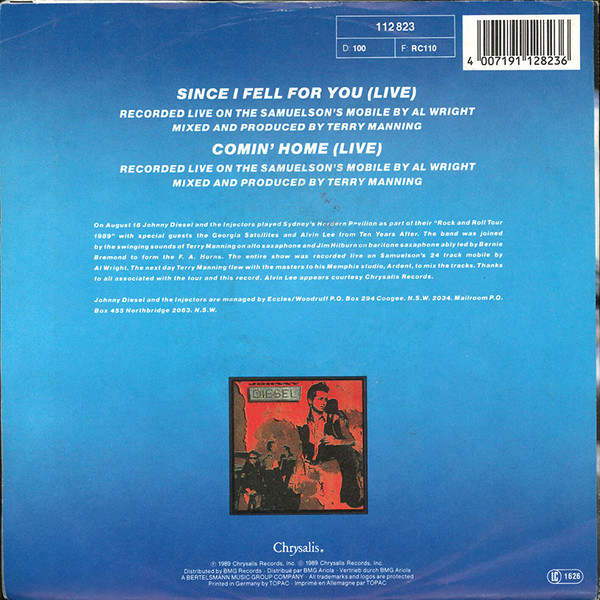 112 823
D: 100 F: RC110
4 007191 128236
SINCE I FELL FOR YOU (LIVE)
RECORDED LIVE ON THE SAMUELSON'S MOBILE BY AL WRIGHT
MIXED AND PRODUCED BY TERRY MANNING
COMIN' HOME (LIVE)
RECORDED LIVE ON THE SAMUELSON'S MOBILE BY AL WRIGHT
MIXED AND PRODUCED BY TERRY MANNING
On August 16 Johnny Diesel and the Injectors played Sydney's Hordern Pavilion as part of their "Rock and Roll Tour
1989" with special guests the Georgia Satellites and Alvin Lee from Ten Years After. The band was joined
by the swinging sounds of Terry Manning on alto saxaphone and Jim Hilburn on baritone saxaphone ably led by Bernie
Bremond to form the F. A. Horns. The entire show was recorded live on Samuelson's 24 track mobile by
Al Wright. The next day Terry Manning flew with the masters to his Memphis studio, Ardent, to mix the tracks. Thanks
to all associated with the tour and this record. Alvin Lee appears courtesy Chrysalis Records.
Johnny Diesel and the Injectors are managed by Eccles/Woodruff P.O. Box 294 Coogee. N.S.W. 2034. Mailroom P.O.
Box 455 Northbridge 2063. N.S.W.
JOHNNY
DIESEL
Chrysalis®
℗ 1989 Chrysalis Records, Inc. © 1989 Chrysalis Records, Inc.
Distributed by BMG Records · Distribué par BMG Ariola · Vertrieb durch BMG Ariola
A BERTELSMANN MUSIC GROUP COMPANY · All trademarks and logos are protected
Printed in Germany by TOPAC · Imprimé en Allemagne par TOPAC
LC 1626